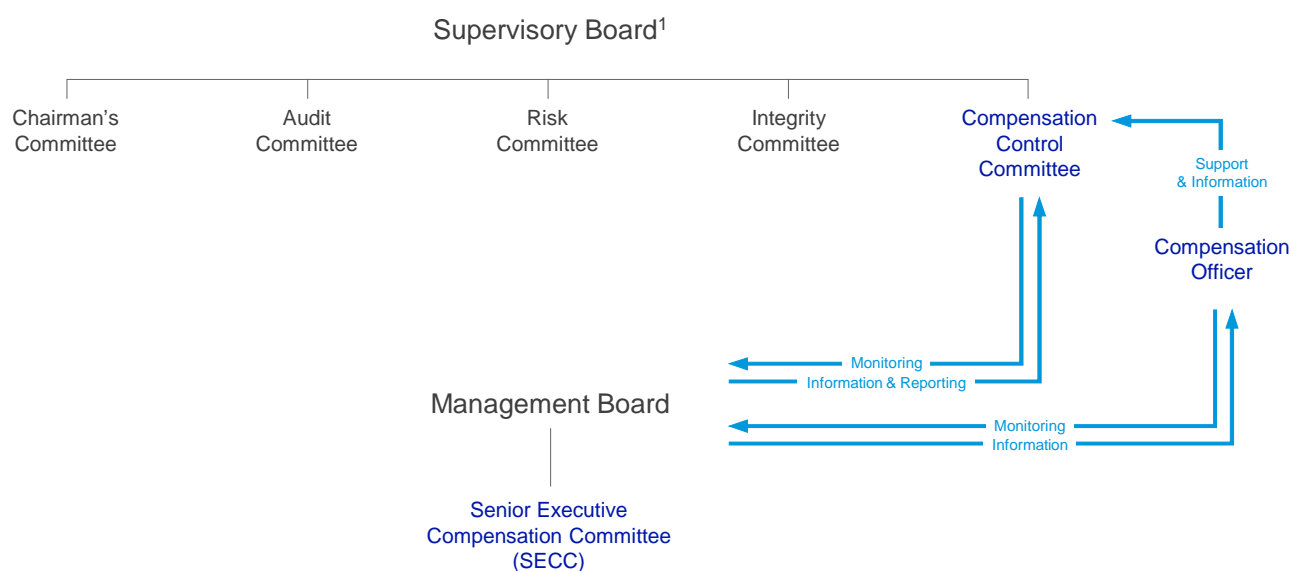 Supervisory Board1
Chairman's
Committee
Audit
Committee
Risk
Committee
Integrity
Committee
Compensation
Control
Committee
Support
& Information
Compensation
Officer
Monitoring
Information & Reporting
Management Board
Monitoring
Information
Senior Executive
Compensation Committee
(SECC)